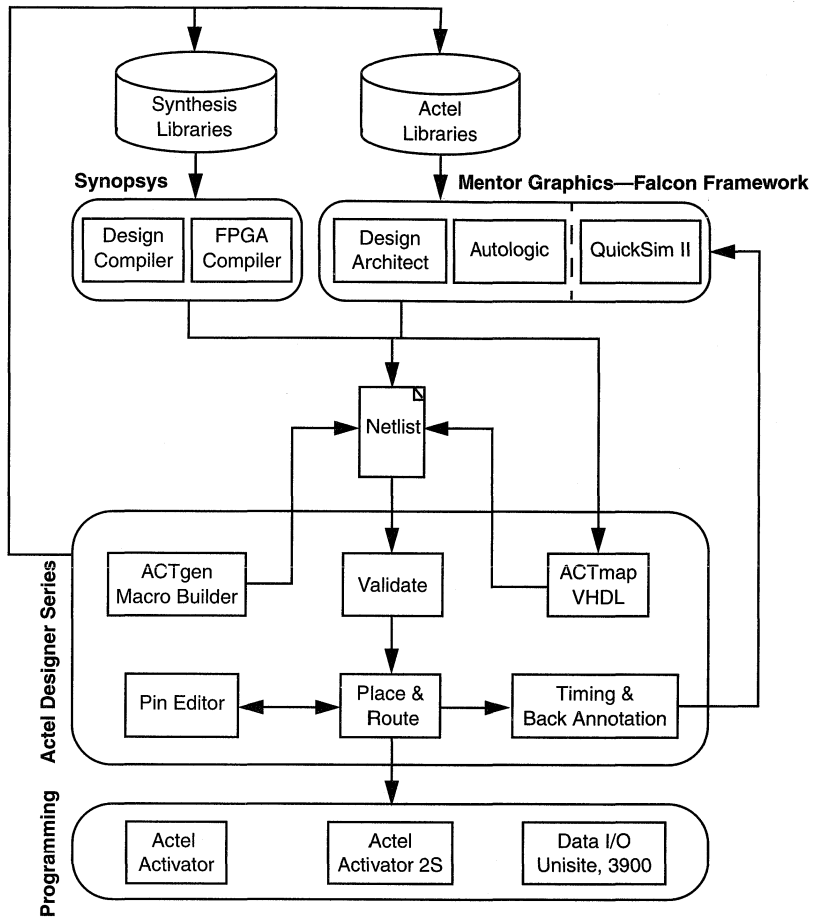 Synthesis
Libraries
Actel
Libraries
Synopsys
Mentor Graphics—Falcon Framework
Design
Compiler
FPGA
Compiler
Design
Architect
Autologic
QuickSim II
Netlist
Actel Designer Series
ACTgen
Macro Builder
Validate
ACTmap
VHDL
Pin Editor
Place &
Route
Timing &
Back Annotation
Programming
Actel
Activator
Actel
Activator 2S
Data I/O
Unisite, 3900